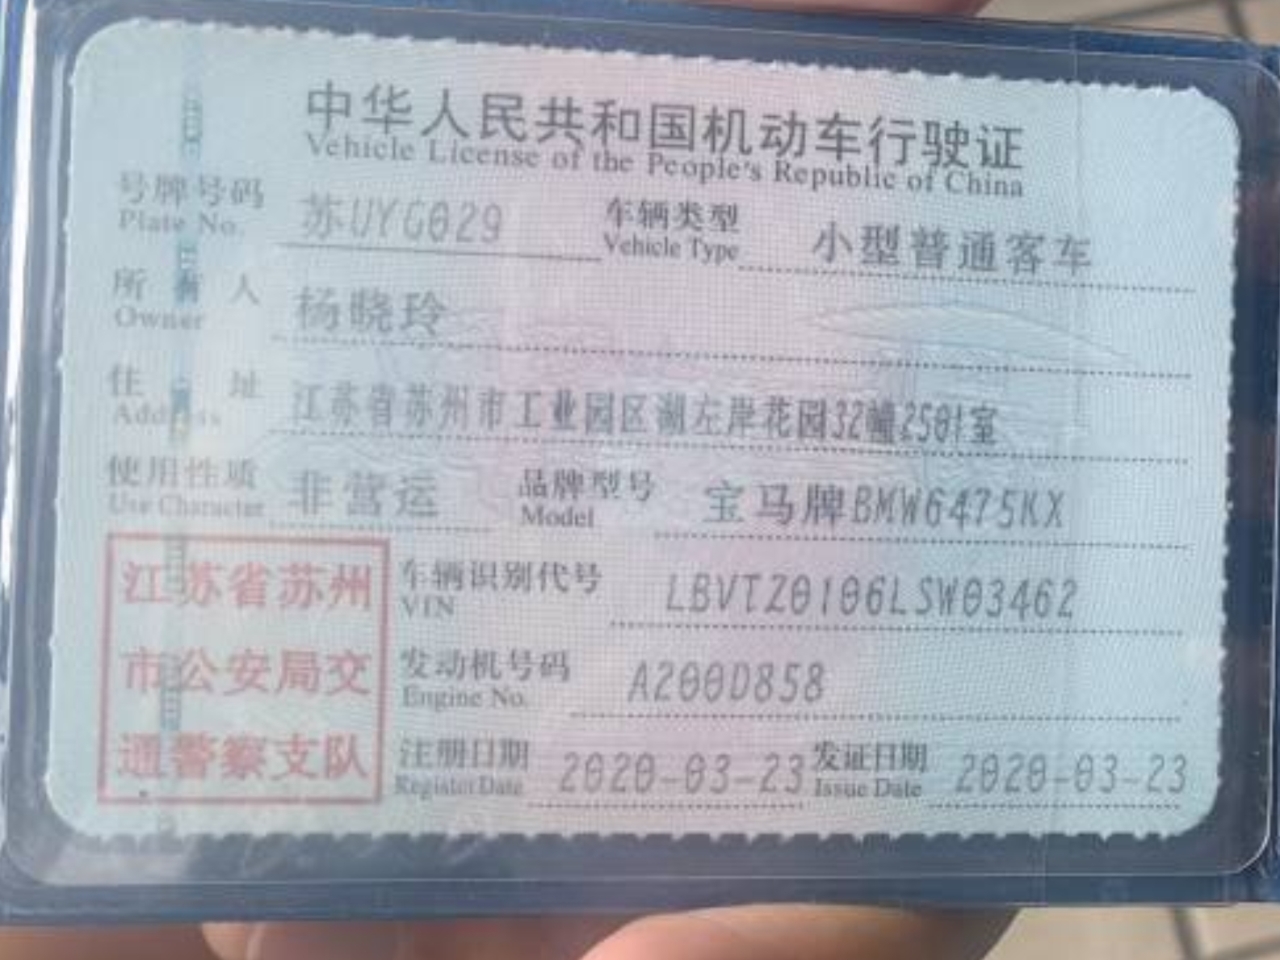 中华人民共和国机动车行驶证
Vehicle License of the People's Republic of China
号牌号码 苏UYG029 车辆类型 小型普通客车
Plate No. Vehicle Type
所有人 杨晓玲
Owner
住址 江苏省苏州市工业园区湖左岸花园32幢2501室
Address
使用性质 非营运 品牌型号 宝马牌BMW6475KX
Use Character Model
江苏省苏州
市公安局交
通警察支队
车辆识别代号 LBVTZ0106LSW03462
VIN
发动机号码 A200D858
Engine No.
注册日期 2020-03-23 发证日期 2020-03-23
Register Date Issue Date